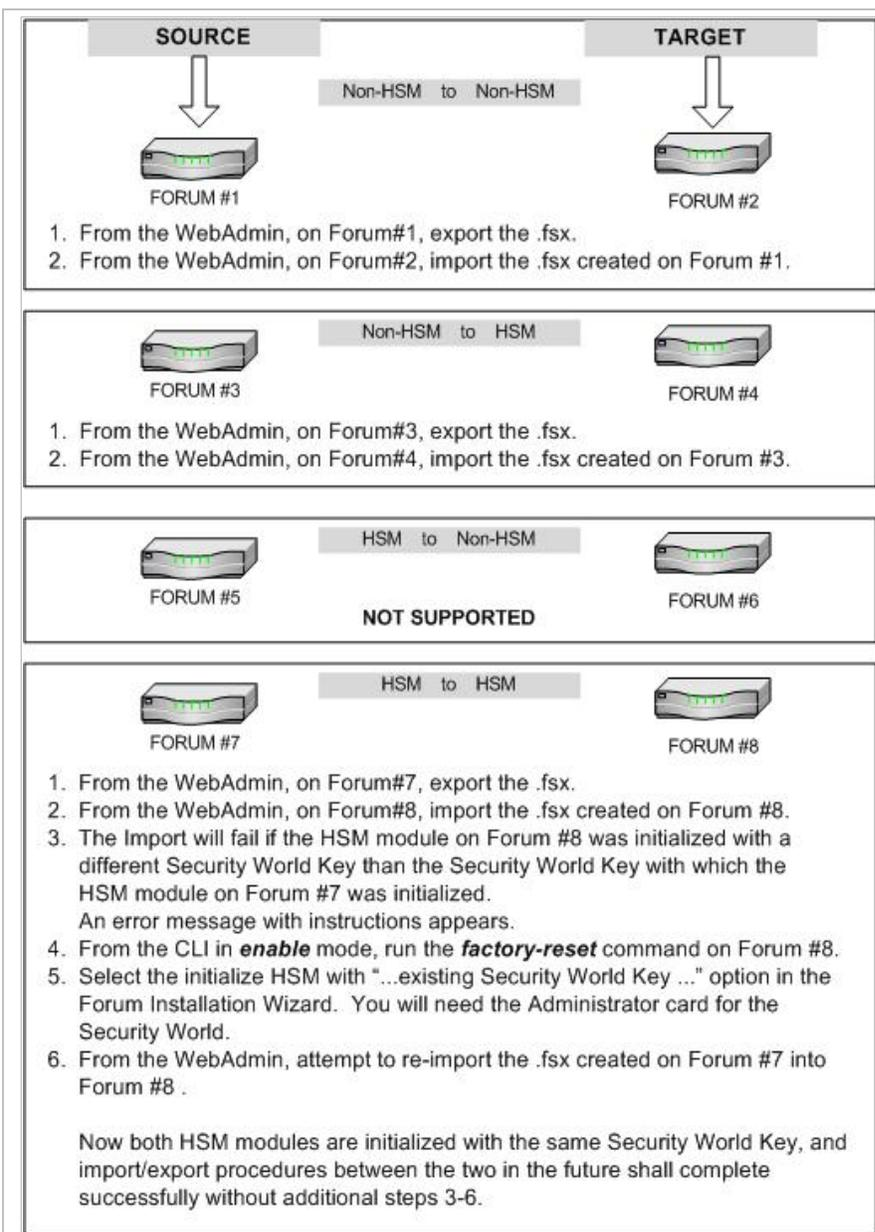 SOURCE
TARGET
Non-HSM to Non-HSM
FORUM #1
FORUM #2
1. From the WebAdmin, on Forum#1, export the .fsx.
2. From the WebAdmin, on Forum#2, import the .fsx created on Forum #1.
Non-HSM to HSM
FORUM #3
FORUM #4
1. From the WebAdmin, on Forum#3, export the .fsx.
2. From the WebAdmin, on Forum#4, import the .fsx created on Forum #3.
HSM to Non-HSM
FORUM #5
FORUM #6
NOT SUPPORTED
HSM to HSM
FORUM #7
FORUM #8
1. From the WebAdmin, on Forum#7, export the .fsx.
2. From the WebAdmin, on Forum#8, import the .fsx created on Forum #8.
3. The Import will fail if the HSM module on Forum #8 was initialized with a
different Security World Key than the Security World Key with which the
HSM module on Forum #7 was initialized.
An error message with instructions appears.
4. From the CLI in enable mode, run the factory-reset command on Forum #8.
5. Select the initialize HSM with “...existing Security World Key ...” option in the
Forum Installation Wizard. You will need the Administrator card for the
Security World.
6. From the WebAdmin, attempt to re-import the .fsx created on Forum #7 into
Forum #8 .
Now both HSM modules are initialized with the same Security World Key, and
import/export procedures between the two in the future shall complete
successfully without additional steps 3-6.